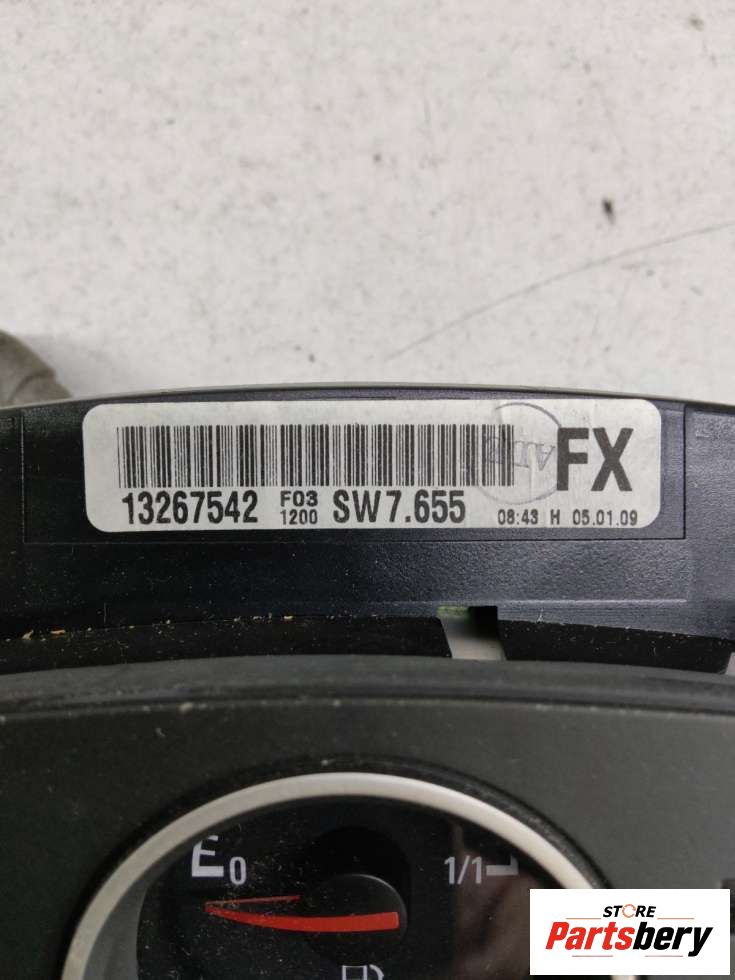 FX
13267542 F03 1200 SW7.655 08:43 H 05.01.09
E 0 1/1
STORE
Partsbery